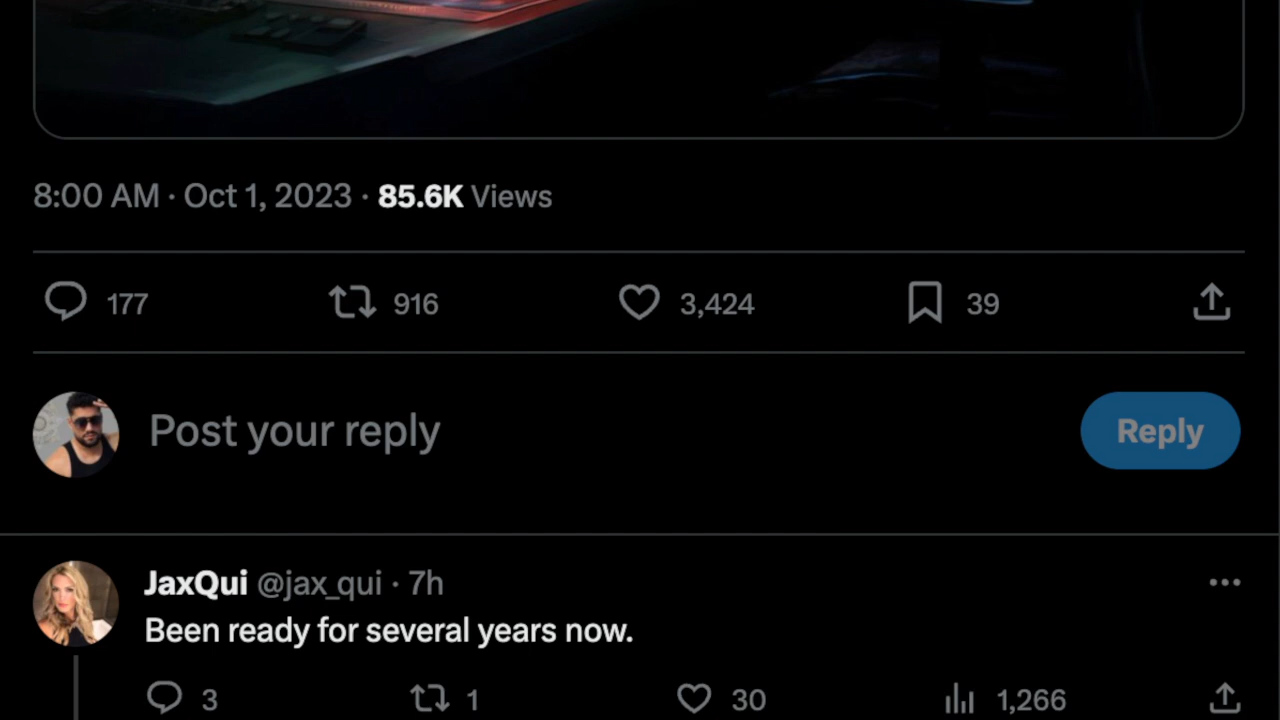 8:00 AM · Oct 1, 2023 · 85.6K Views
177 916 3,424 39
Post your reply Reply
JaxQui @jax_qui · 7h
Been ready for several years now.
3 1 30 1,266